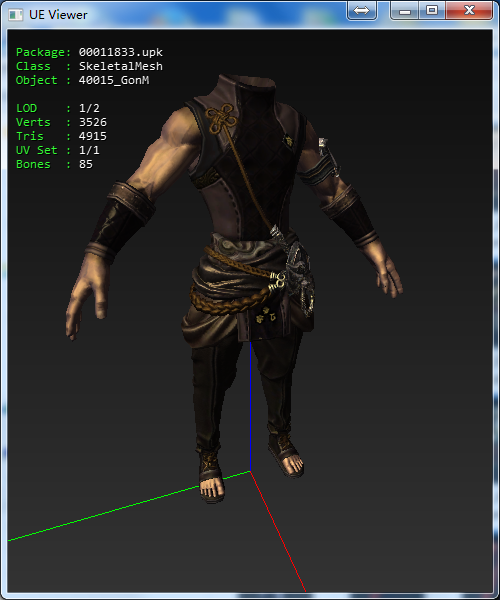 UE Viewer
Package: 00011833.upk
Class  : SkeletalMesh
Object : 40015_GonM
LOD    : 1/2
Verts  : 3526
Tris   : 4915
UV Set : 1/1
Bones  : 85